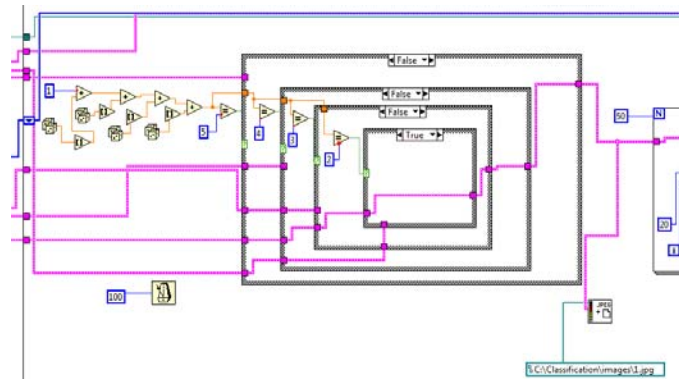 False
False
False
True
1
5
4
3
2
100
50
N
20
i
JPEG
C:\Classification\images\1.jpg